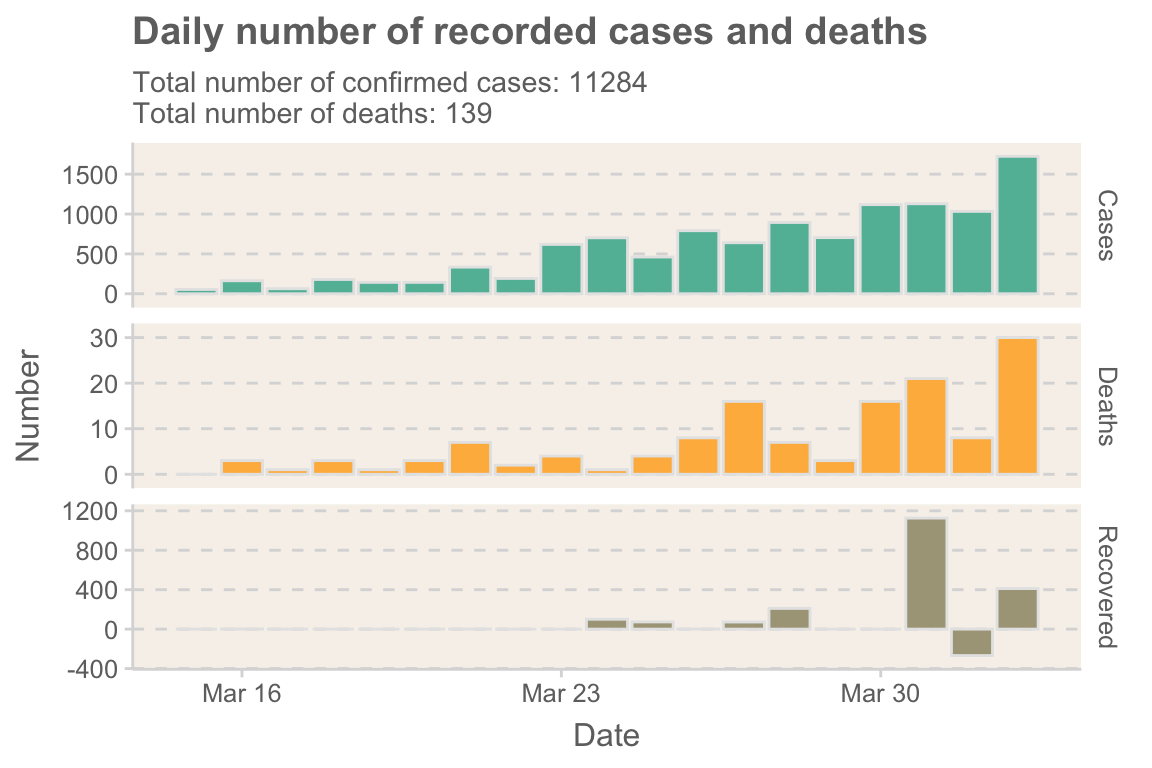 Daily number of recorded cases and deaths
Total number of confirmed cases: 11284
Total number of deaths: 139
1500
1000
500
0
Cases
30
20
10
0
Deaths
1200
800
400
0
-400
Recovered
Number
Mar 16 Mar 23 Mar 30
Date